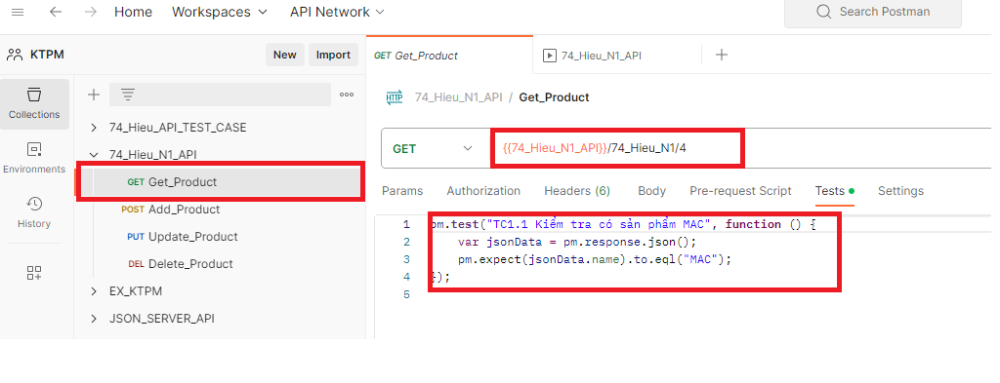 Home Workspaces API Network Search Postman
KTPM New Import GET Get_Product 74_Hieu_N1_API
Collections
Environments
History
74_Hieu_API_TEST_CASE
74_Hieu_N1_API
GET Get_Product
POST Add_Product
PUT Update_Product
DEL Delete_Product
EX_KTPM
JSON_SERVER_API
HTTP 74_Hieu_N1_API / Get_Product
GET {{74_Hieu_N1_API}}/74_Hieu_N1/4
Params Authorization Headers (6) Body Pre-request Script Tests Settings
1 pm.test("TC1.1 Kiểm tra có sản phẩm MAC", function () {
2 var jsonData = pm.response.json();
3 pm.expect(jsonData.name).to.eql("MAC");
4 });
5